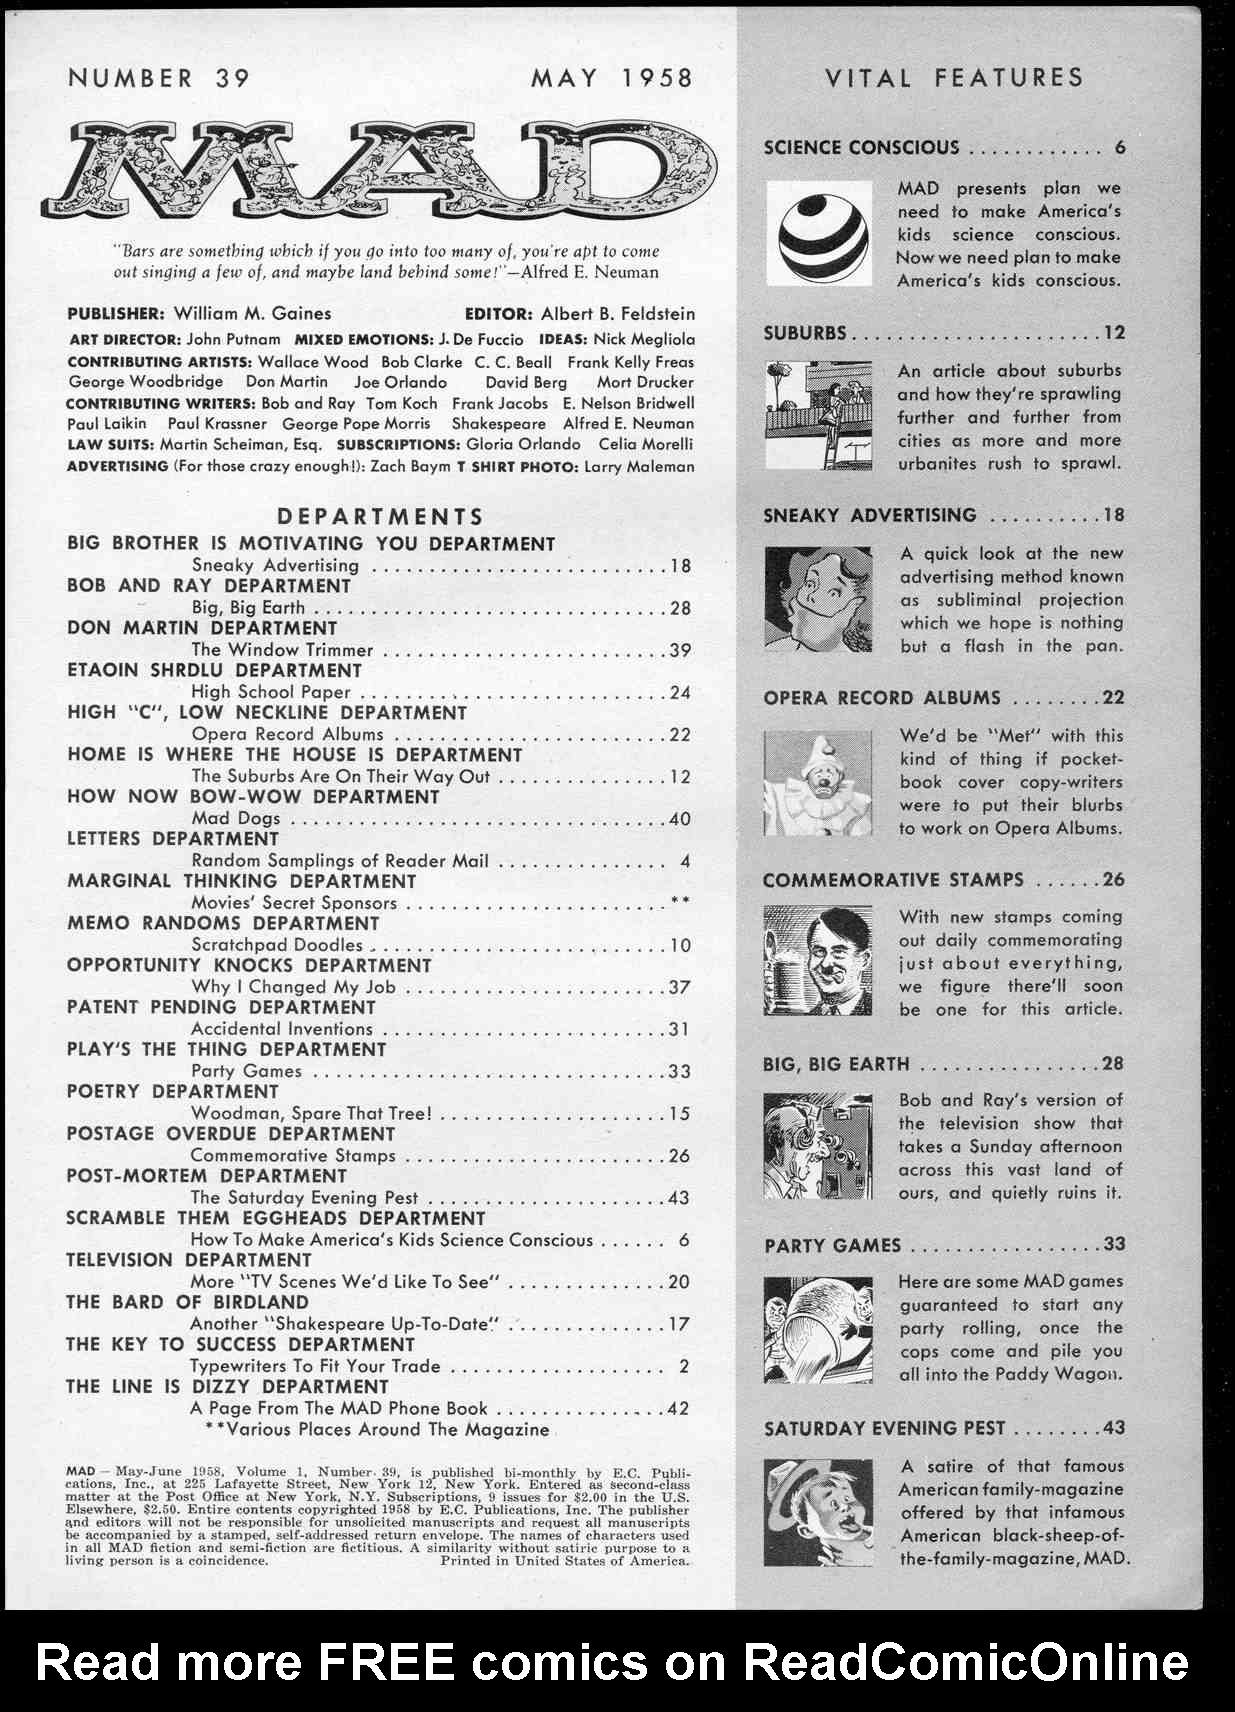 NUMBER 39 MAY 1958
MAD
"Bars are something which if you go into too many of, you're apt to come
out singing a few of, and maybe land behind some!"—Alfred E. Neuman
PUBLISHER: William M. Gaines EDITOR: Albert B. Feldstein
ART DIRECTOR: John Putnam MIXED EMOTIONS: J. De Fuccio IDEAS: Nick Megliola
CONTRIBUTING ARTISTS: Wallace Wood Bob Clarke C. C. Beall Frank Kelly Freas
George Woodbridge Don Martin Joe Orlando David Berg Mort Drucker
CONTRIBUTING WRITERS: Bob and Ray Tom Koch Frank Jacobs E. Nelson Bridwell
Paul Laikin Paul Krassner George Pope Morris Shakespeare Alfred E. Neuman
LAW SUITS: Martin Scheiman, Esq. SUBSCRIPTIONS: Gloria Orlando Celia Morelli
ADVERTISING (For those crazy enough!): Zach Baym T SHIRT PHOTO: Larry Maleman
DEPARTMENTS
BIG BROTHER IS MOTIVATING YOU DEPARTMENT
Sneaky Advertising ..........................18
BOB AND RAY DEPARTMENT
Big, Big Earth ...............................28
DON MARTIN DEPARTMENT
The Window Trimmer .........................39
ETAOIN SHRDLU DEPARTMENT
High School Paper ...........................24
HIGH "C", LOW NECKLINE DEPARTMENT
Opera Record Albums ........................22
HOME IS WHERE THE HOUSE IS DEPARTMENT
The Suburbs Are On Their Way Out ...............12
HOW NOW BOW-WOW DEPARTMENT
Mad Dogs .................................40
LETTERS DEPARTMENT
Random Samplings of Reader Mail ............... 4
MARGINAL THINKING DEPARTMENT
Movies' Secret Sponsors .......................**
MEMO RANDOMS DEPARTMENT
Scratchpad Doodles ..........................10
OPPORTUNITY KNOCKS DEPARTMENT
Why I Changed My Job .......................37
PATENT PENDING DEPARTMENT
Accidental Inventions .........................31
PLAY'S THE THING DEPARTMENT
Party Games ...............................33
POETRY DEPARTMENT
Woodman, Spare That Tree! ....................15
POSTAGE OVERDUE DEPARTMENT
Commemorative Stamps .......................26
POST-MORTEM DEPARTMENT
The Saturday Evening Pest .....................43
SCRAMBLE THEM EGGHEADS DEPARTMENT
How To Make America's Kids Science Conscious ...... 6
TELEVISION DEPARTMENT
More "TV Scenes We'd Like To See" ..............20
THE BARD OF BIRDLAND
Another "Shakespeare Up-To-Date" ..............17
THE KEY TO SUCCESS DEPARTMENT
Typewriters To Fit Your Trade ................... 2
THE LINE IS DIZZY DEPARTMENT
A Page From The MAD Phone Book ...............42
**Various Places Around The Magazine
MAD — May-June 1958, Volume 1, Number 39, is published bi-monthly by E.C. Publi-
cations, Inc., at 225 Lafayette Street, New York 12, New York. Entered as second-class
matter at the Post Office at New York, N.Y. Subscriptions, 9 issues for $2.00 in the U.S.
Elsewhere, $2.50. Entire contents copyrighted 1958 by E.C. Publications, Inc. The publisher
and editors will not be responsible for unsolicited manuscripts and request all manuscripts
be accompanied by a stamped, self-addressed return envelope. The names of characters used
in all MAD fiction and semi-fiction are fictitious. A similarity without satiric purpose to a
living person is a coincidence. Printed in United States of America.
VITAL FEATURES
SCIENCE CONSCIOUS ............ 6
MAD presents plan we
need to make America's
kids science conscious.
Now we need plan to make
America's kids conscious.
SUBURBS......................12
An article about suburbs
and how they're sprawling
further and further from
cities as more and more
urbanites rush to sprawl.
SNEAKY ADVERTISING ..........18
A quick look at the new
advertising method known
as subliminal projection
which we hope is nothing
but a flash in the pan.
OPERA RECORD ALBUMS ........22
We'd be "Met" with this
kind of thing if pocket-
book cover copy-writers
were to put their blurbs
to work on Opera Albums.
COMMEMORATIVE STAMPS ......26
With new stamps coming
out daily commemorating
just about everything,
we figure there'll soon
be one for this article.
BIG, BIG EARTH ................28
Bob and Ray's version of
the television show that
takes a Sunday afternoon
across this vast land of
ours, and quietly ruins it.
PARTY GAMES .................33
Here are some MAD games
guaranteed to start any
party rolling, once the
cops come and pile you
all into the Paddy Wagon.
SATURDAY EVENING PEST ........43
A satire of that famous
American family-magazine
offered by that infamous
American black-sheep-of-
the-family-magazine, MAD.
Read more FREE comics on ReadComicOnline